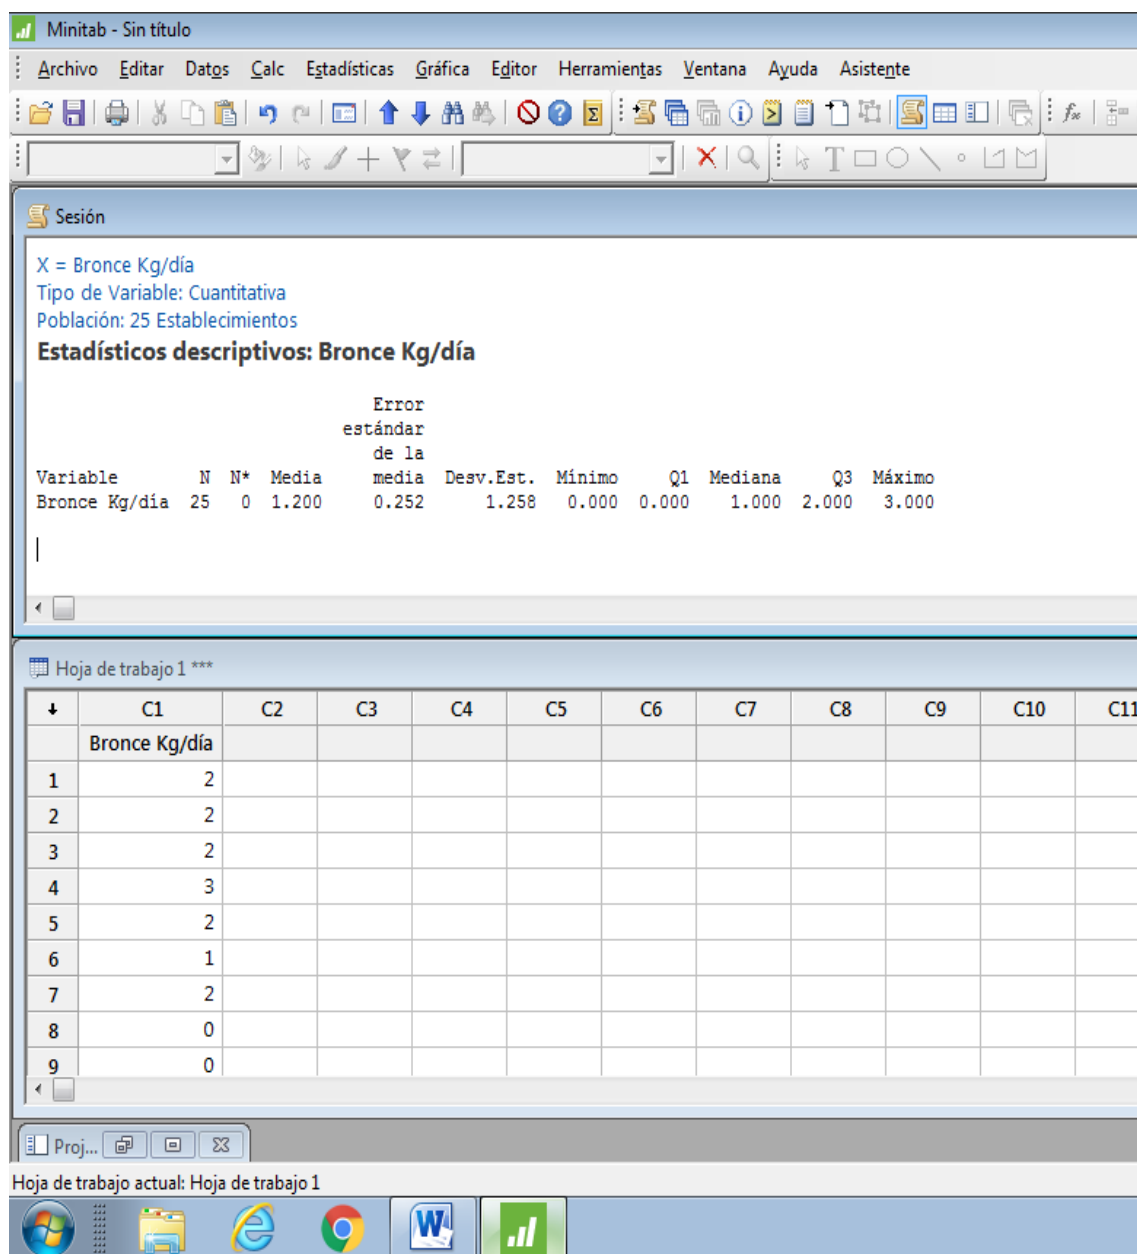 Minitab - Sin título
Archivo Editar Datos Calc Estadísticas Gráfica Editor Herramientas Ventana Ayuda Asistente
Sesión
X = Bronce Kg/día
Tipo de Variable: Cuantitativa
Población: 25 Establecimientos
Estadísticos descriptivos: Bronce Kg/día
Error
estándar
de la
Variable N N* Media media Desv.Est. Mínimo Q1 Mediana Q3 Máximo
Bronce Kg/día 25 0 1.200 0.252 1.258 0.000 0.000 1.000 2.000 3.000
Hoja de trabajo 1 ***
C1 C2 C3 C4 C5 C6 C7 C8 C9 C10 C11
Bronce Kg/día
1 2
2 2
3 2
4 3
5 2
6 1
7 2
8 0
9 0
Proj...
Hoja de trabajo actual: Hoja de trabajo 1